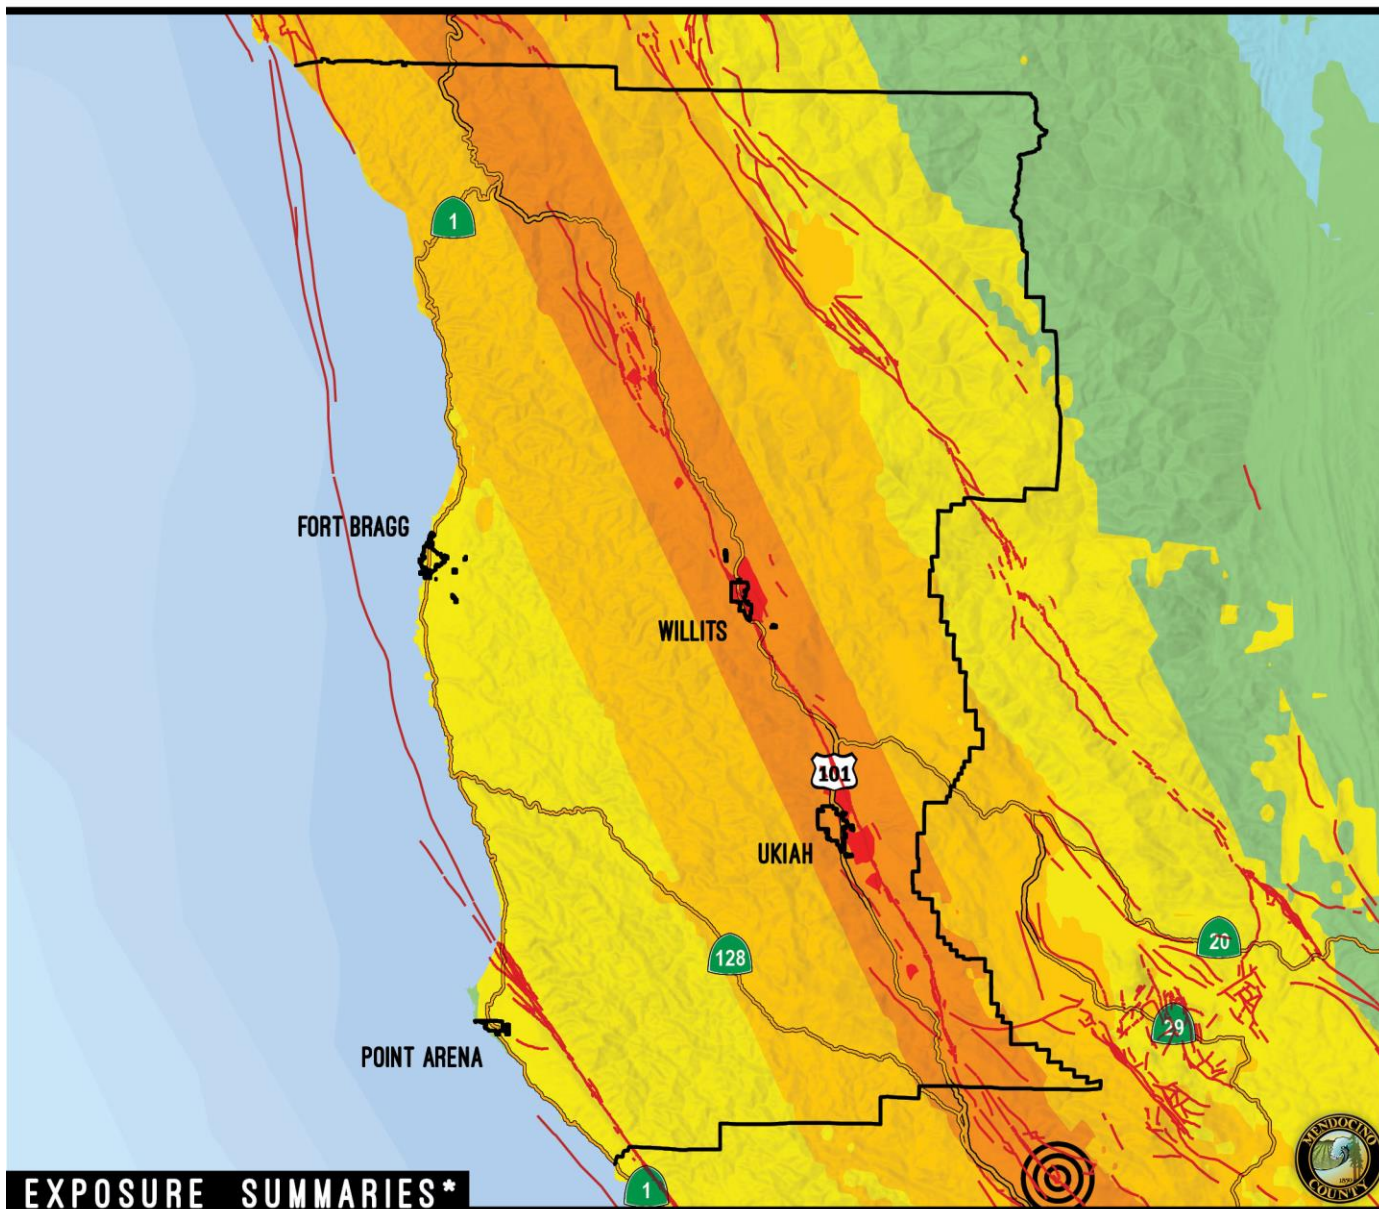 1
FORT BRAGG
WILLITS
101
UKIAH
128
20
29
POINT ARENA
MENDOCINO
COUNTY
EXPOSURE SUMMARIES*
1